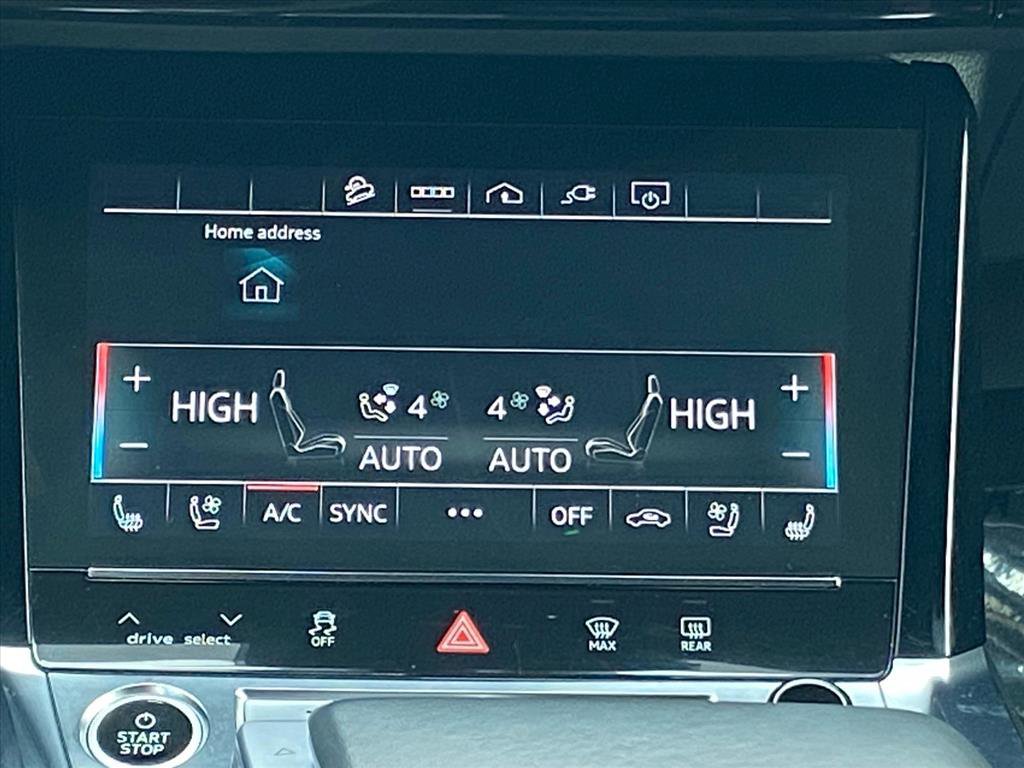 Home address
+ HIGH 4 4 HIGH +
− AUTO AUTO −
A/C SYNC ••• OFF
drive select OFF MAX REAR
START
STOP